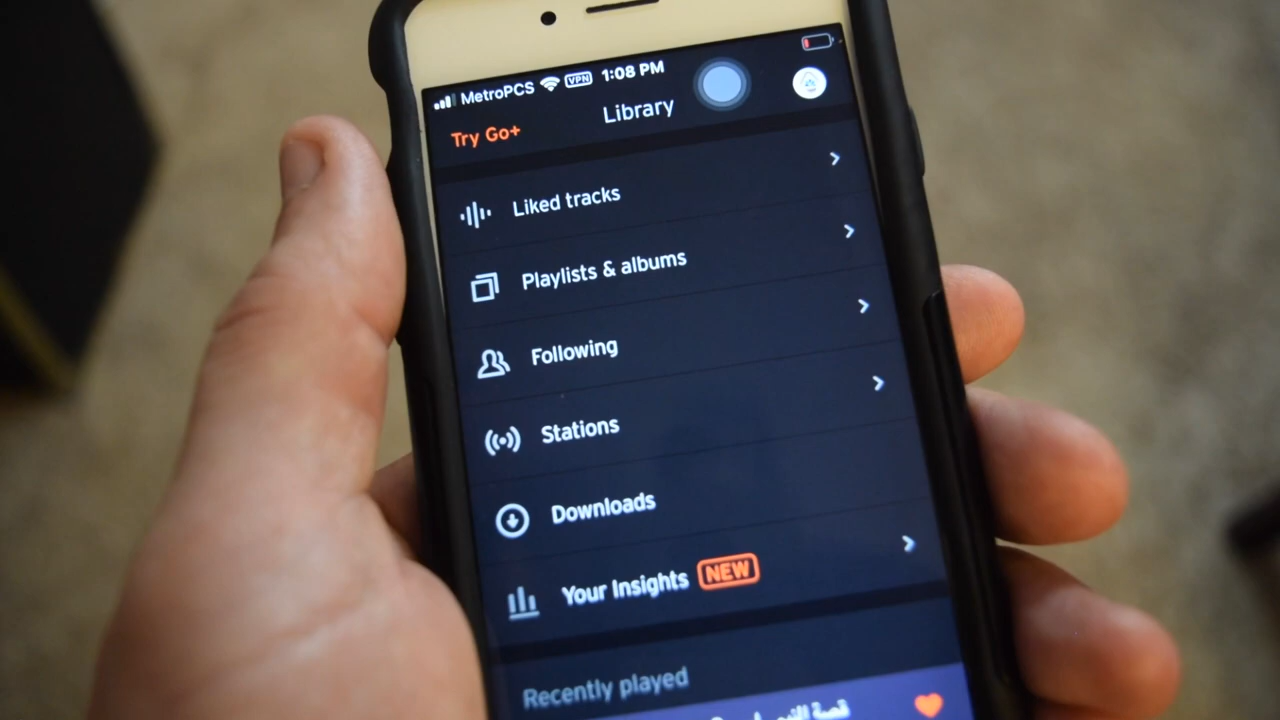 MetroPCS VPN 1:08 PM
Try Go+ Library
Liked tracks
Playlists & albums
Following
Stations
Downloads
Your Insights NEW
Recently played
قصة